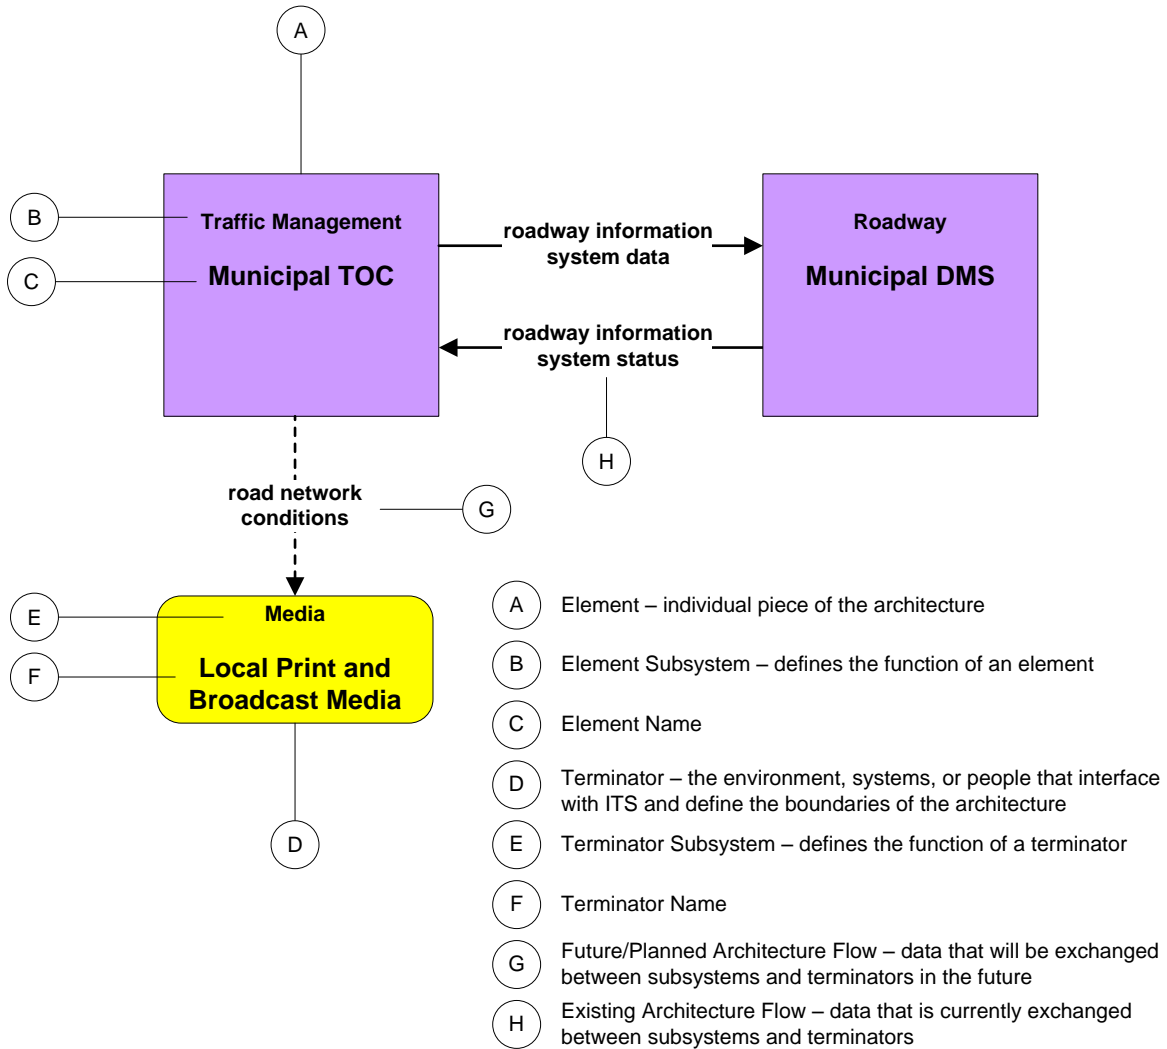 A
B
Traffic Management
Roadway
C
Municipal TOC
Municipal DMS
roadway information
system data
roadway information
system status
H
road network
conditions
G
E
Media
F
Local Print and
Broadcast Media
D
A
Element – individual piece of the architecture
B
Element Subsystem – defines the function of an element
C
Element Name
D
Terminator – the environment, systems, or people that interface
with ITS and define the boundaries of the architecture
E
Terminator Subsystem – defines the function of a terminator
F
Terminator Name
G
Future/Planned Architecture Flow – data that will be exchanged
between subsystems and terminators in the future
H
Existing Architecture Flow – data that is currently exchanged
between subsystems and terminators